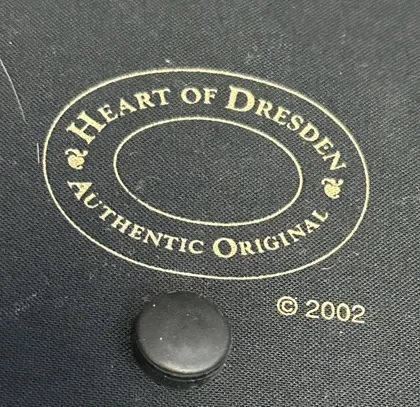 HEART OF DRESDEN
AUTHENTIC ORIGINAL
© 2002